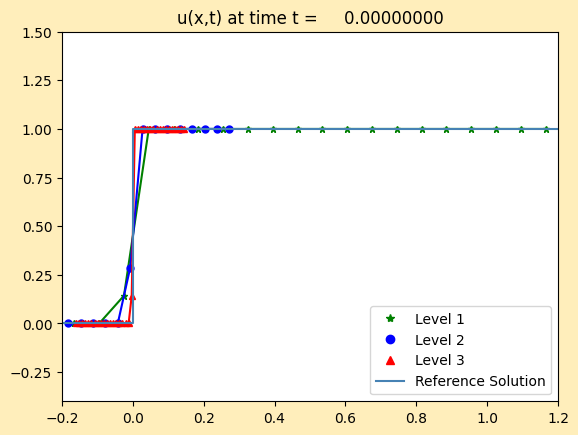 u(x,t) at time t = 0.00000000
1.50
1.25
1.00
0.75
0.50
0.25
0.00
−0.25
Level 1
Level 2
Level 3
Reference Solution
−0.2 0.0 0.2 0.4 0.6 0.8 1.0 1.2